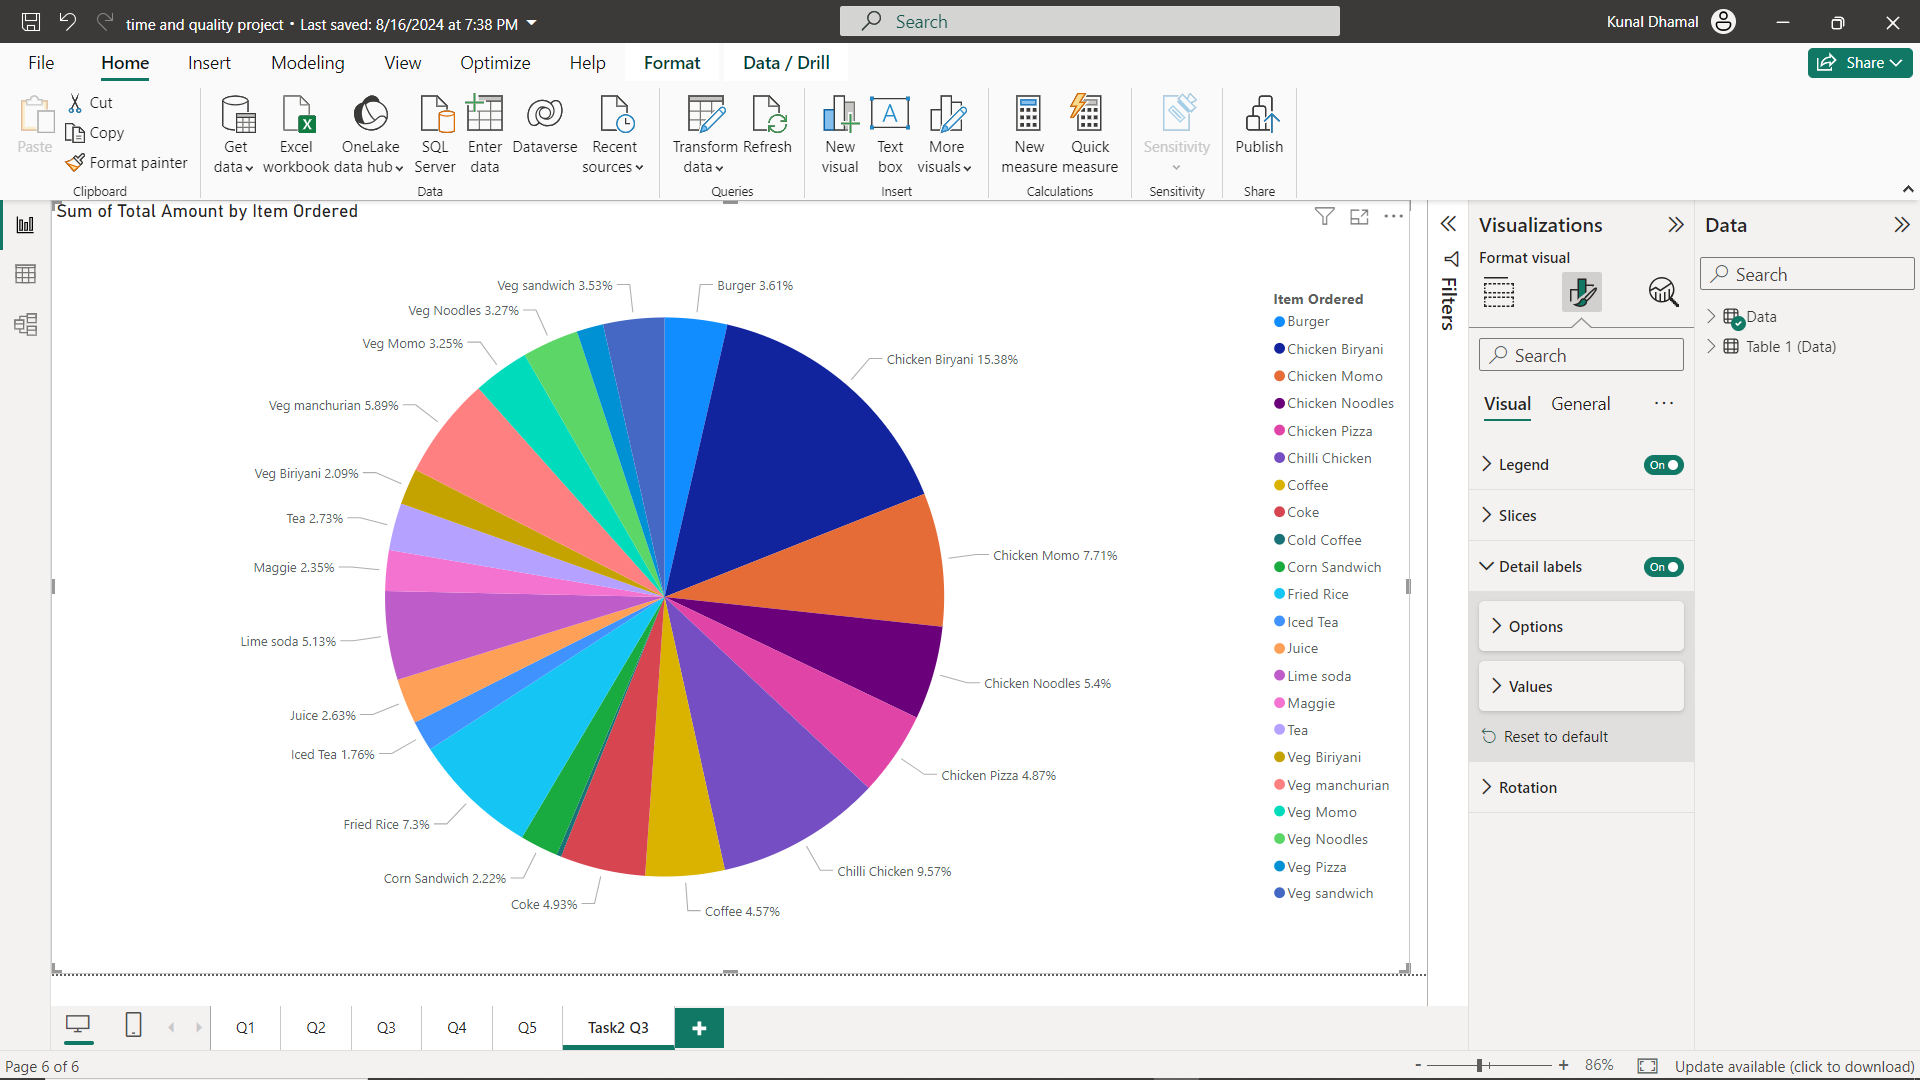 time and quality project • Last saved: 8/16/2024 at 7:38 PM
Search
Kunal Dhamal
File Home Insert Modeling View Optimize Help Format Data / Drill
Share
Paste
Cut
Copy
Format painter
Clipboard
Get data
Excel workbook
OneLake data hub
SQL Server
Enter data
Dataverse
Recent sources
Data
Transform data
Refresh
Queries
New visual
Text box
More visuals
Insert
New measure
Quick measure
Calculations
Sensitivity
Sensitivity
Publish
Share
Sum of Total Amount by Item Ordered
Veg sandwich 3.53%
Burger 3.61%
Veg Noodles 3.27%
Veg Momo 3.25%
Chicken Biryani 15.38%
Veg manchurian 5.89%
Veg Biriyani 2.09%
Tea 2.73%
Chicken Momo 7.71%
Maggie 2.35%
Lime soda 5.13%
Chicken Noodles 5.4%
Juice 2.63%
Iced Tea 1.76%
Chicken Pizza 4.87%
Fried Rice 7.3%
Chilli Chicken 9.57%
Corn Sandwich 2.22%
Coke 4.93%
Coffee 4.57%
Item Ordered
Burger
Chicken Biryani
Chicken Momo
Chicken Noodles
Chicken Pizza
Chilli Chicken
Coffee
Coke
Cold Coffee
Corn Sandwich
Fried Rice
Iced Tea
Juice
Lime soda
Maggie
Tea
Veg Biriyani
Veg manchurian
Veg Momo
Veg Noodles
Veg Pizza
Veg sandwich
Filters
Visualizations
Format visual
Search
Visual General
Legend On
Slices
Detail labels On
Options
Values
Reset to default
Rotation
Data
Search
Data
Table 1 (Data)
Q1 Q2 Q3 Q4 Q5 Task2 Q3
Page 6 of 6
- + 86%
Update available (click to download)